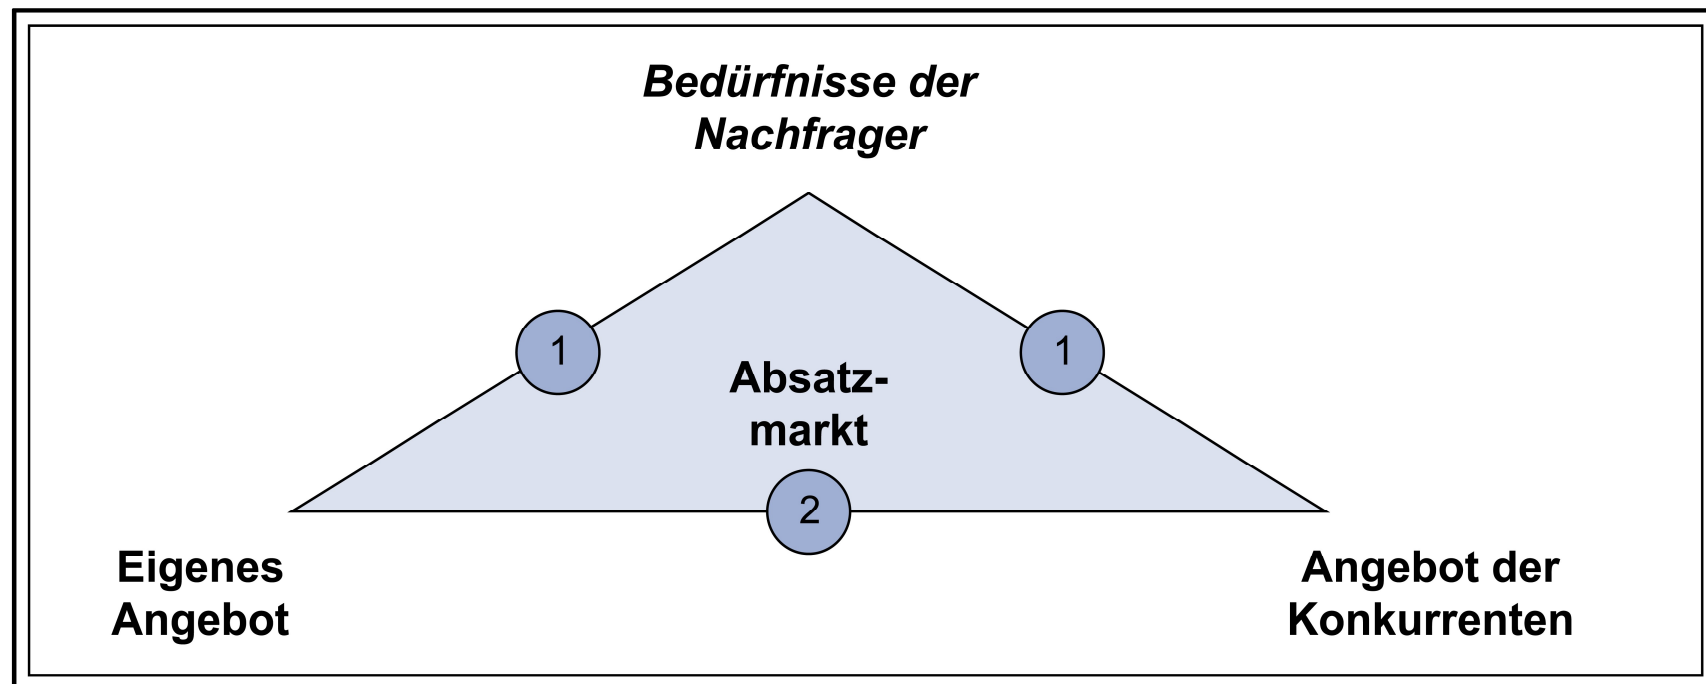 Bedürfnisse der
Nachfrager
1
1
Absatz-
markt
2
Eigenes
Angebot
Angebot der
Konkurrenten